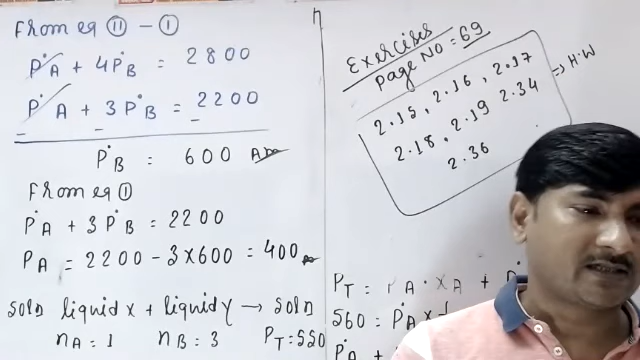 From eq (II) - (I)
P°A + 4P°B = 2800
P°A + 3P°B = 2200
- - -
P°B = 600 Ans
From eq (I)
P°A + 3P°B = 2200
PA = 2200 - 3×600 = 400
Soln liquid x + liquid y → Soln
nA = 1 nB = 3 PT = 550
Exercises
Page No = 69
2.15, 2.16, 2.17
2.18, 2.19 2.34
2.36
⇒ H.W
PT = P°A · xA +
560 = P°A ×
P°A +